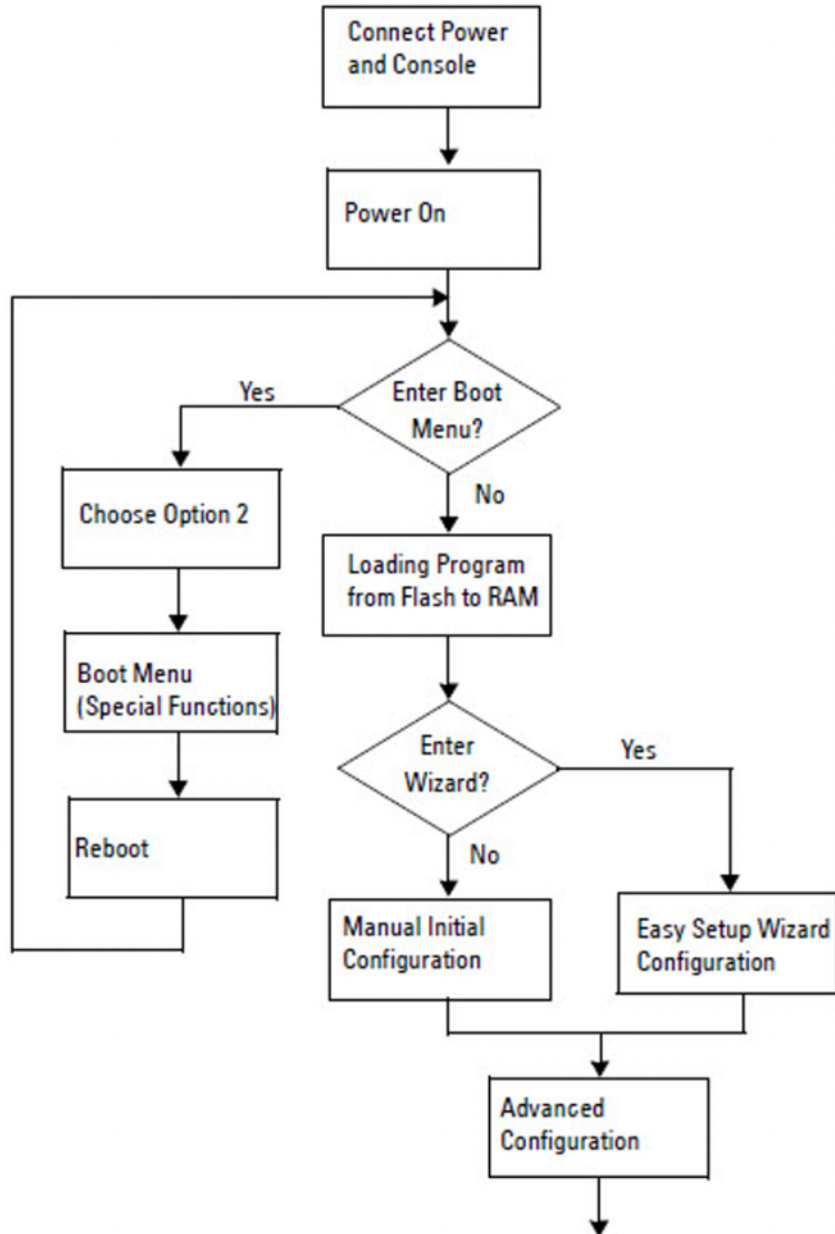 Connect Power
and Console
Power On
Yes
Enter Boot
Menu?
No
Choose Option 2
Loading Program
from Flash to RAM
Boot Menu
(Special Functions)
Enter
Wizard?
Yes
Reboot
No
Manual Initial
Configuration
Easy Setup Wizard
Configuration
Advanced
Configuration